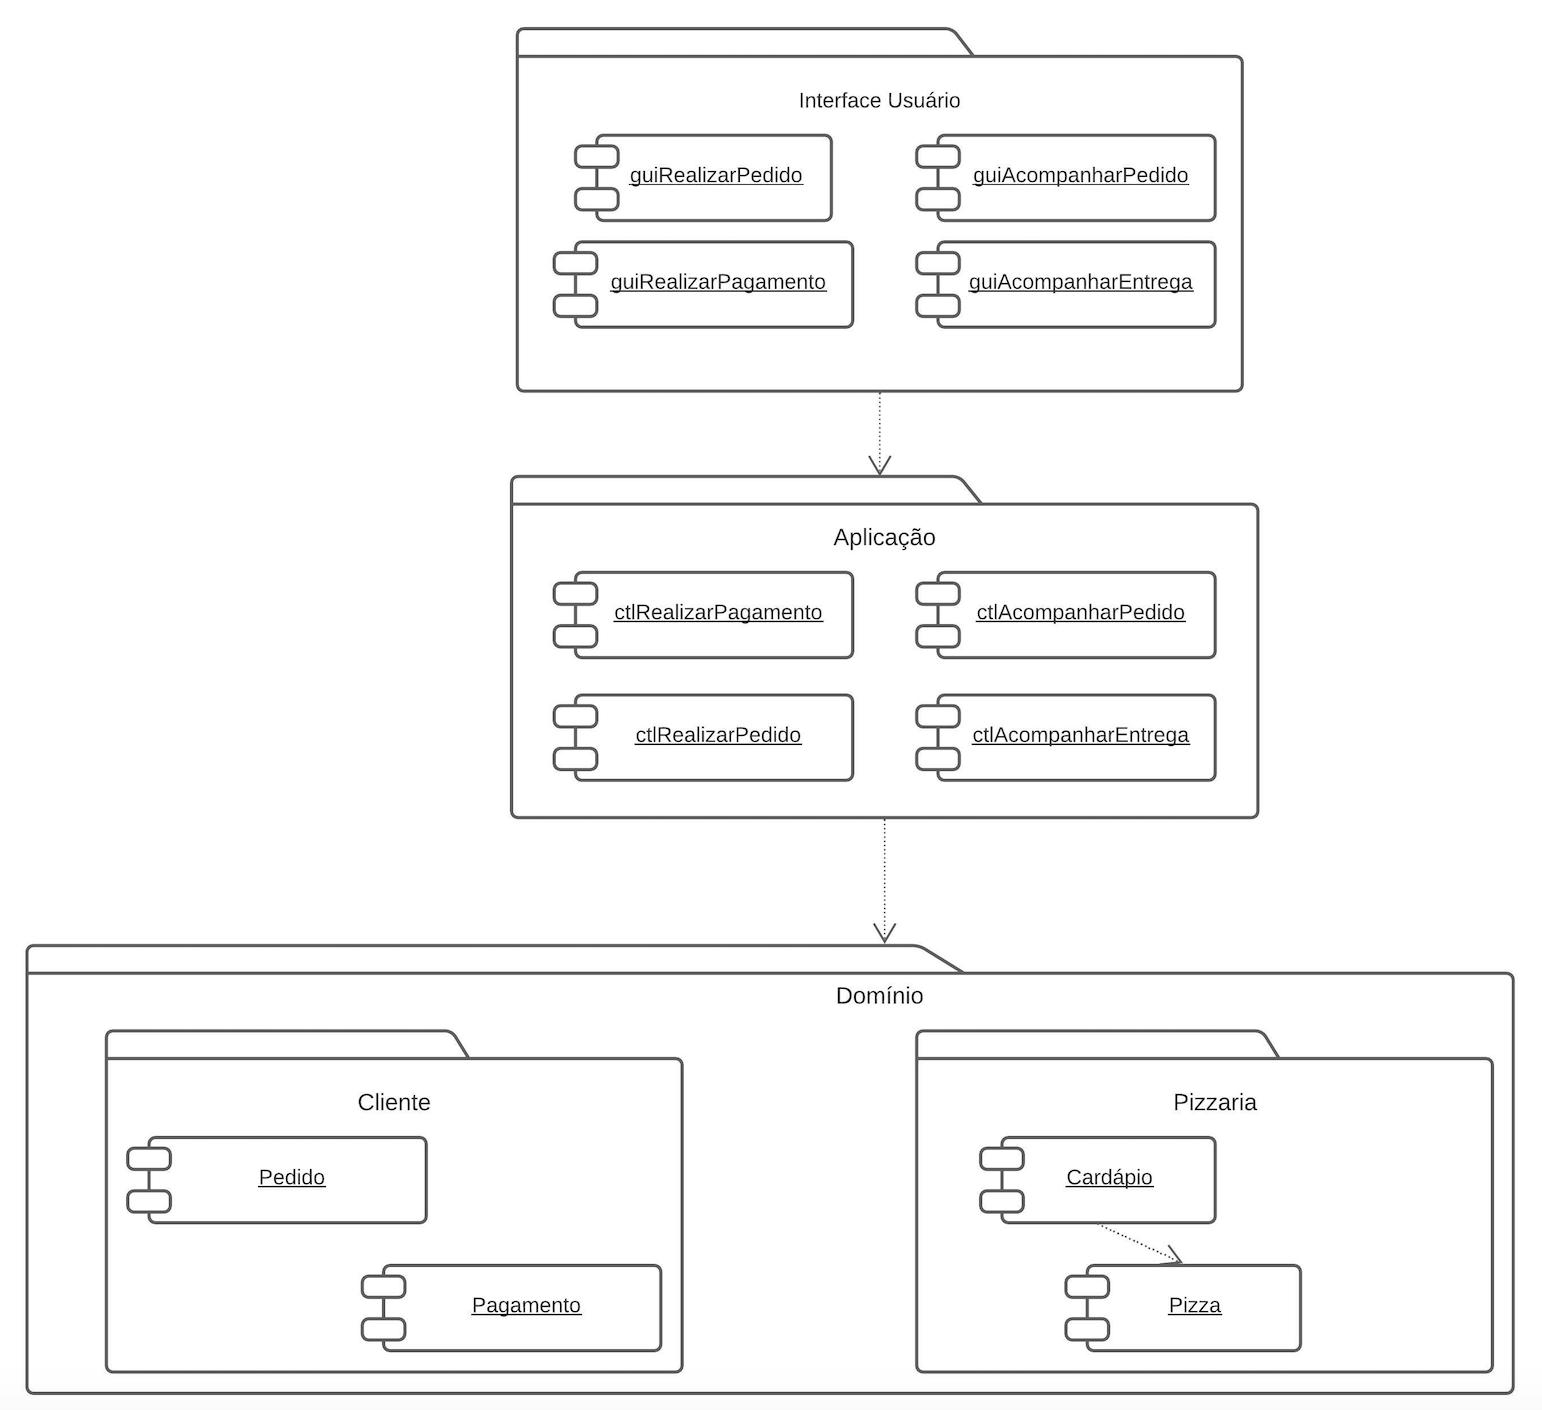 Interface Usuário
guiRealizarPedido
guiAcompanharPedido
guiRealizarPagamento
guiAcompanharEntrega
Aplicação
ctlRealizarPagamento
ctlAcompanharPedido
ctlRealizarPedido
ctlAcompanharEntrega
Domínio
Cliente
Pizzaria
Pedido
Cardápio
Pagamento
Pizza